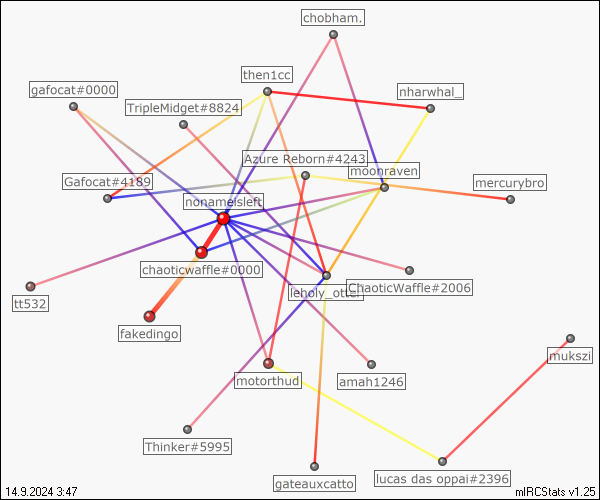 chobham.
then1cc
gafocat#0000
nharwhal_
TripleMidget#8824
Azure Reborn#4243
moonraven
Gafocat#4189
mercurybro
nonameisleft
chaoticwaffle#0000
leholy_otter
ChaoticWaffle#2006
tt532
fakedingo
mukszi
motorthud
amah1246
Thinker#5995
gateauxcatto
lucas das oppai#2396
14.9.2024 3:47
mIRCStats v1.25